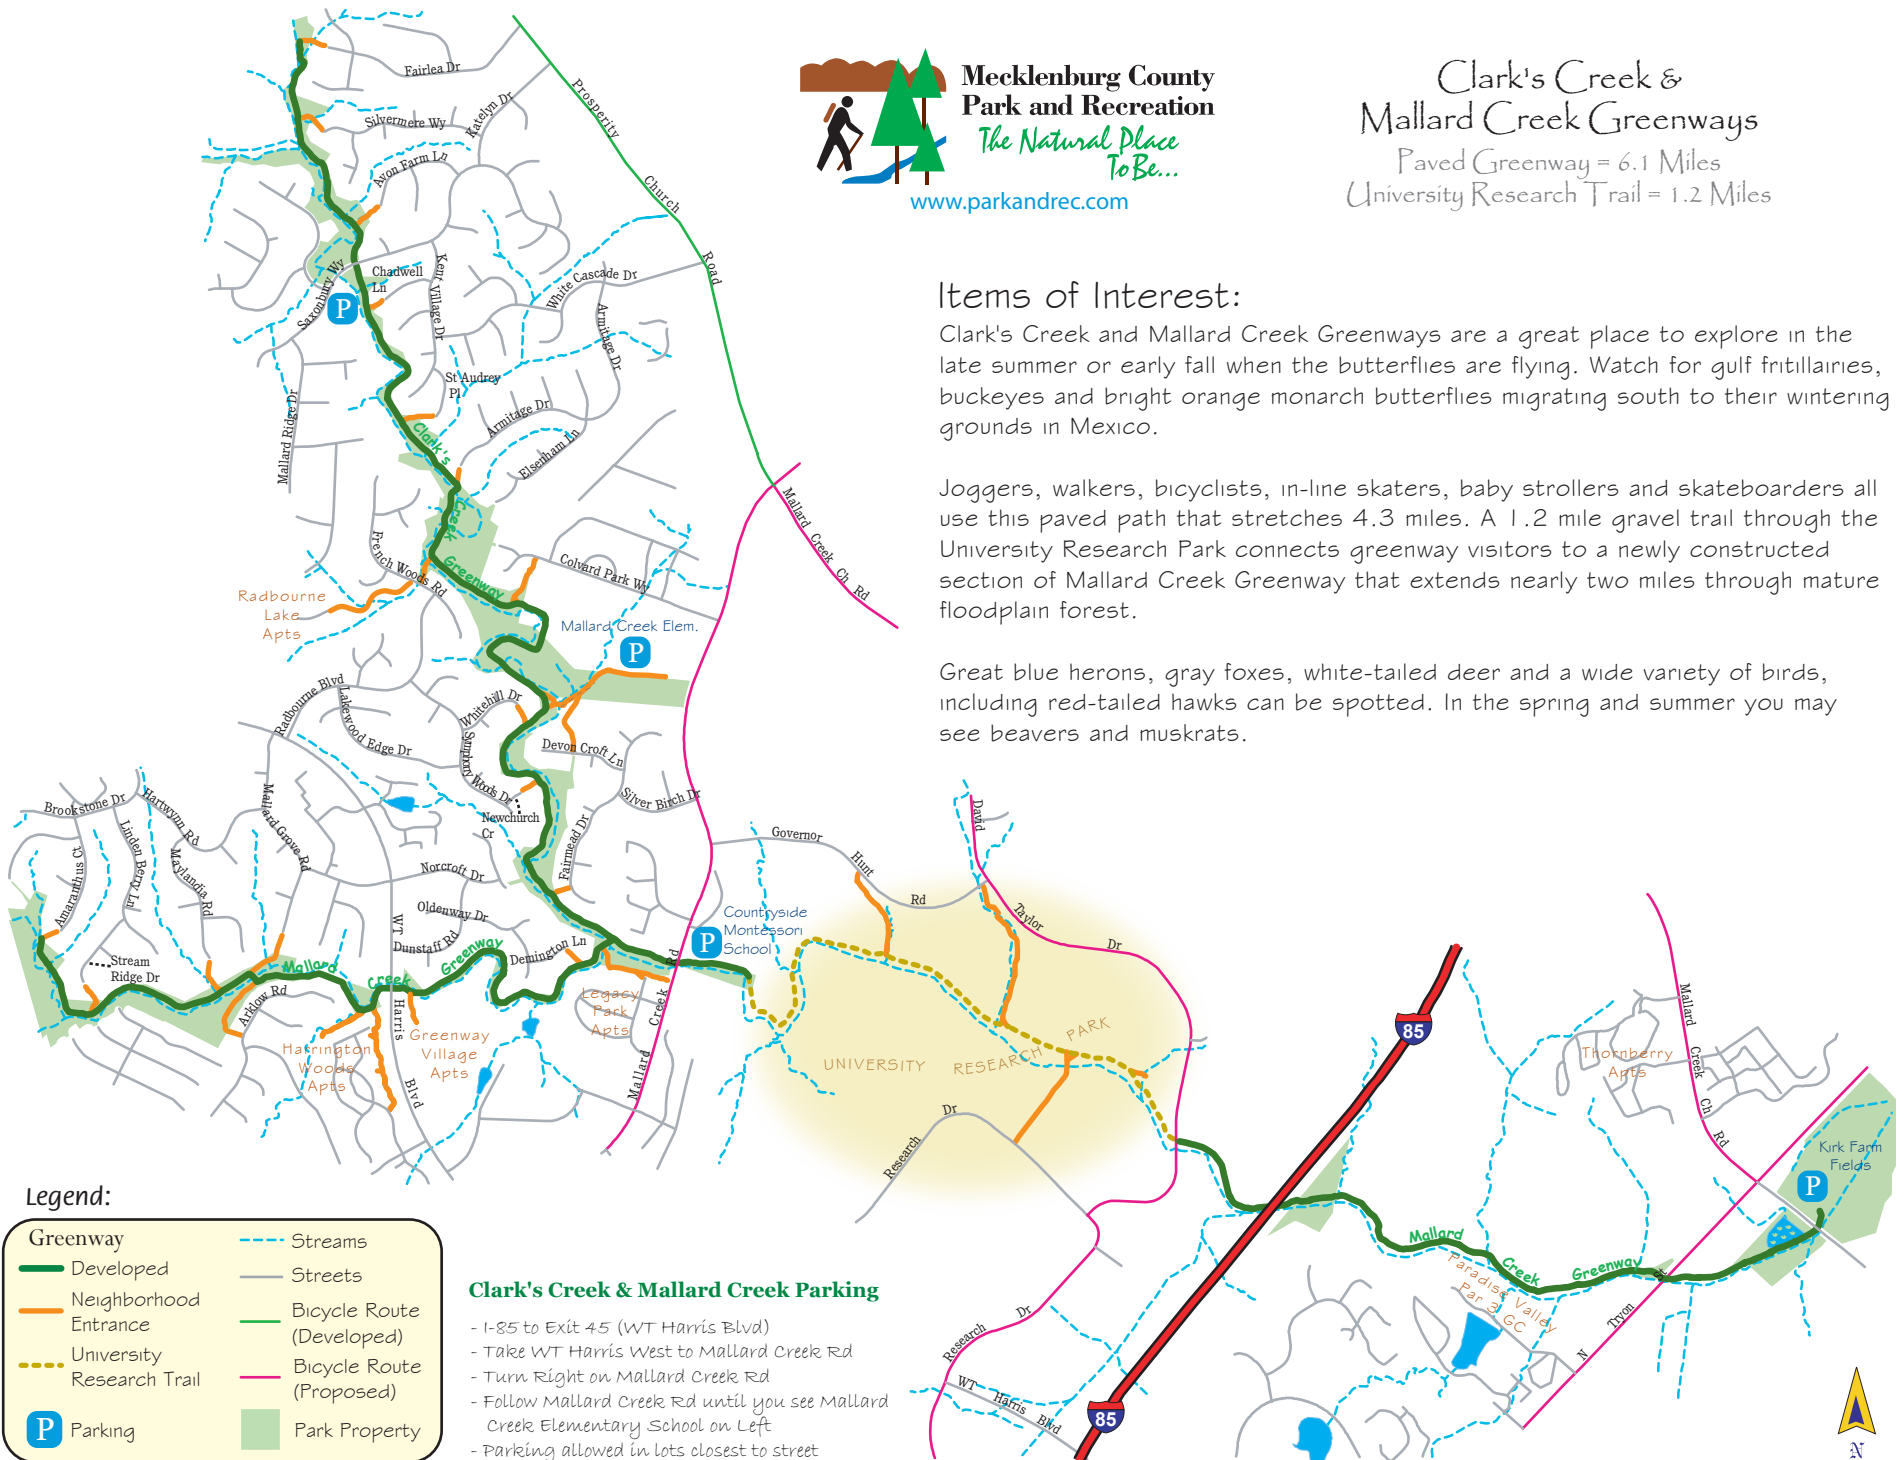 Mecklenburg County
Park and Recreation
The Natural Place
To Be...
www.parkandrec.com
Clark's Creek &
Mallard Creek Greenways
Paved Greenway = 6.1 Miles
University Research Trail = 1.2 Miles
Items of Interest:
Clark's Creek and Mallard Creek Greenways are a great place to explore in the
late summer or early fall when the butterflies are flying. Watch for gulf fritillairies,
buckeyes and bright orange monarch butterflies migrating south to their wintering
grounds in Mexico.
Joggers, walkers, bicyclists, in-line skaters, baby strollers and skateboarders all
use this paved path that stretches 4.3 miles. A 1.2 mile gravel trail through the
University Research Park connects greenway visitors to a newly constructed
section of Mallard Creek Greenway that extends nearly two miles through mature
floodplain forest.
Great blue herons, gray foxes, white-tailed deer and a wide variety of birds,
including red-tailed hawks can be spotted. In the spring and summer you may
see beavers and muskrats.
Fairlea Dr
Prosperity
Church
Road
Silvermere Wy
Katelyn Dr
Avon Farm Ln
Saxonbury Wy
Chadwell
Ln
P
Kent Village Dr
White Cascade Dr
Armitage Dr
St Audrey
Pl
Mallard Ridge Dr
Armitage Dr
Elsenham Ln
Clark's
Creek
Greenway
Mallard Creek Ch Rd
French Woods Rd
Colvard Park Wy
Radbourne
Lake
Apts
Mallard Creek Elem.
P
Radbourne Blvd
Lakewood Edge Dr
Whitehill Dr
Symphony Woods Dr
Devon Croft Ln
Silver Birch Dr
Newchurch
Cr
Fairmead Dr
Brookstone Dr
Hartwynn Rd
Linden Berry Ln
Maylandia Rd
Amaranthus Ct
Mallard Grove Rd
Norcroft Dr
Oldenway Dr
Dunstaff Rd
Demington Ln
WT
Harris
Blvd
Stream
Ridge Dr
Arklow Rd
Mallard
Creek
Greenway
Harrington
Woods
Apts
Greenway
Village
Apts
Legacy
Park
Apts
Mallard
Creek
Rd
P
Countryside
Montessori
School
Governor
Hunt
Rd
David
Taylor
Dr
UNIVERSITY
RESEARCH
PARK
Research
Dr
85
Mallard
Creek
Ch
Rd
Thornberry
Apts
Kirk Farm
Fields
P
Mallard
Creek
Greenway
Paradise Valley
Par 3 GC
N
Tryon
St
Research
Dr
WT
Harris
Blvd
85
N
Legend:
Greenway
Developed
Neighborhood
Entrance
University
Research Trail
P
Parking
Streams
Streets
Bicycle Route
(Developed)
Bicycle Route
(Proposed)
Park Property
Clark's Creek & Mallard Creek Parking
- I-85 to Exit 45 (WT Harris Blvd)
- Take WT Harris West to Mallard Creek Rd
- Turn Right on Mallard Creek Rd
- Follow Mallard Creek Rd until you see Mallard
Creek Elementary School on Left
- Parking allowed in lots closest to street